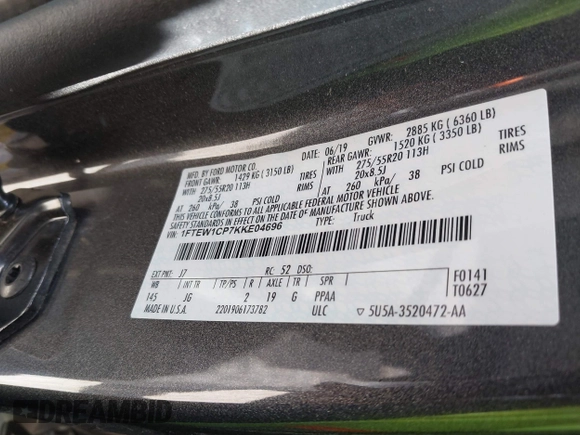 MFD. BY FORD MOTOR CO.
DATE: 06/19 GVWR: 2885 KG ( 6360 LB)
FRONT GAWR: 1429 KG ( 3150 LB) REAR GAWR: 1520 KG ( 3350 LB)
WITH 275/55R20 113H TIRES WITH 275/55R20 113H TIRES
20x8.5J RIMS 20x8.5J RIMS
AT 260 kPa/ 38 PSI COLD AT 260 kPa/ 38 PSI COLD
THIS VEHICLE CONFORMS TO ALL APPLICABLE FEDERAL MOTOR VEHICLE
SAFETY STANDARDS IN EFFECT ON THE DATE OF MANUFACTURE SHOWN ABOVE.
VIN: 1FTEW1CP7KKE04696 TYPE: Truck
EXT PNT: J7 RC: 52 DSO: F0141
WB INT TR TP/PS R AXLE TR SPR T0627
145 JG 2 19 G PPAA
MADE IN U.S.A. 2201906173782 ULC 5U5A-3520472-AA
DREAMBID